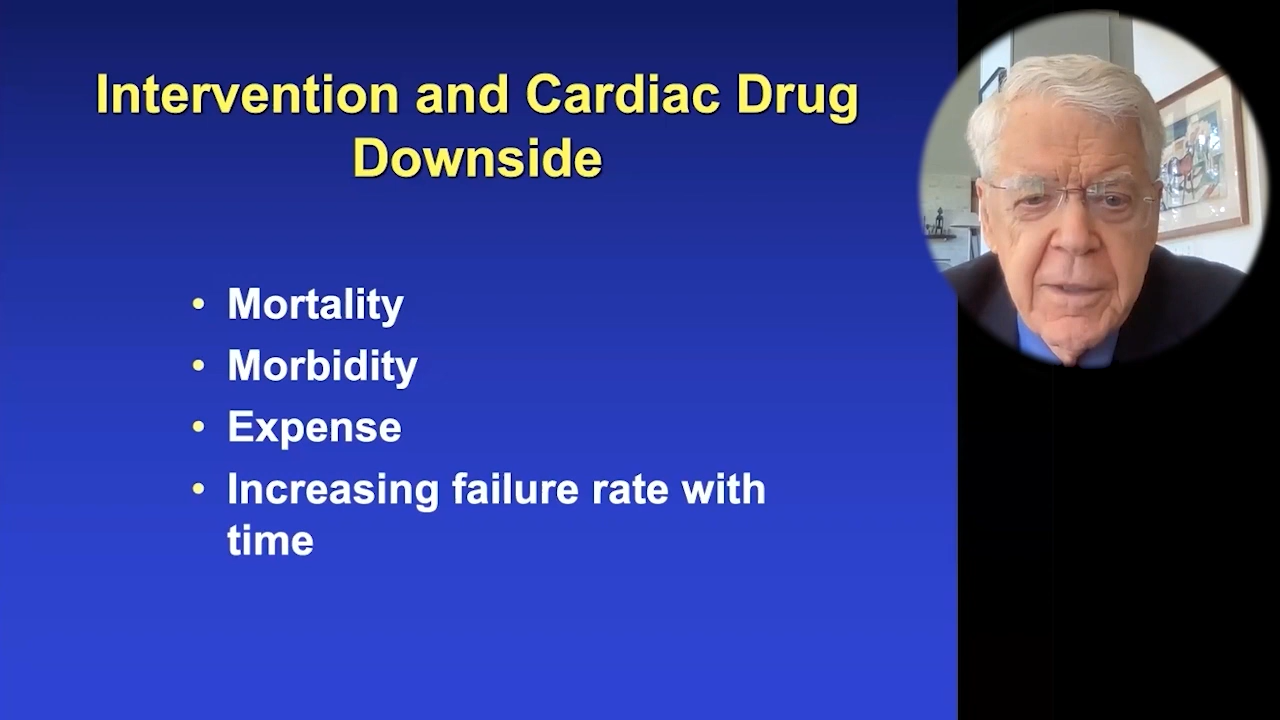 Intervention and Cardiac Drug
Downside
• Mortality
• Morbidity
• Expense
• Increasing failure rate with
time